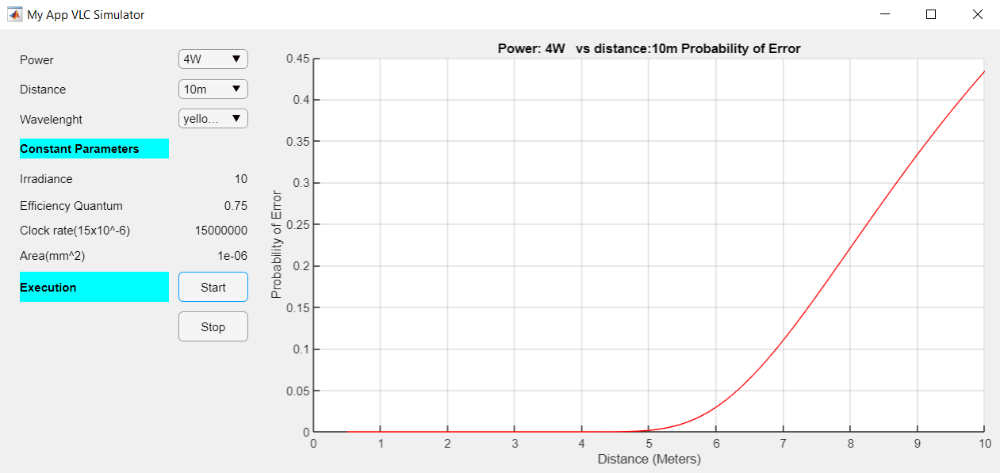 My App VLC Simulator
Power 4W
Distance 10m
Wavelenght yello...
Constant Parameters
Irradiance 10
Efficiency Quantum 0.75
Clock rate(15x10^-6) 15000000
Area(mm^2) 1e-06
Execution Start
Stop
Power: 4W vs distance:10m Probability of Error
Probability of Error
0.45
0.4
0.35
0.3
0.25
0.2
0.15
0.1
0.05
0
0 1 2 3 4 5 6 7 8 9 10
Distance (Meters)